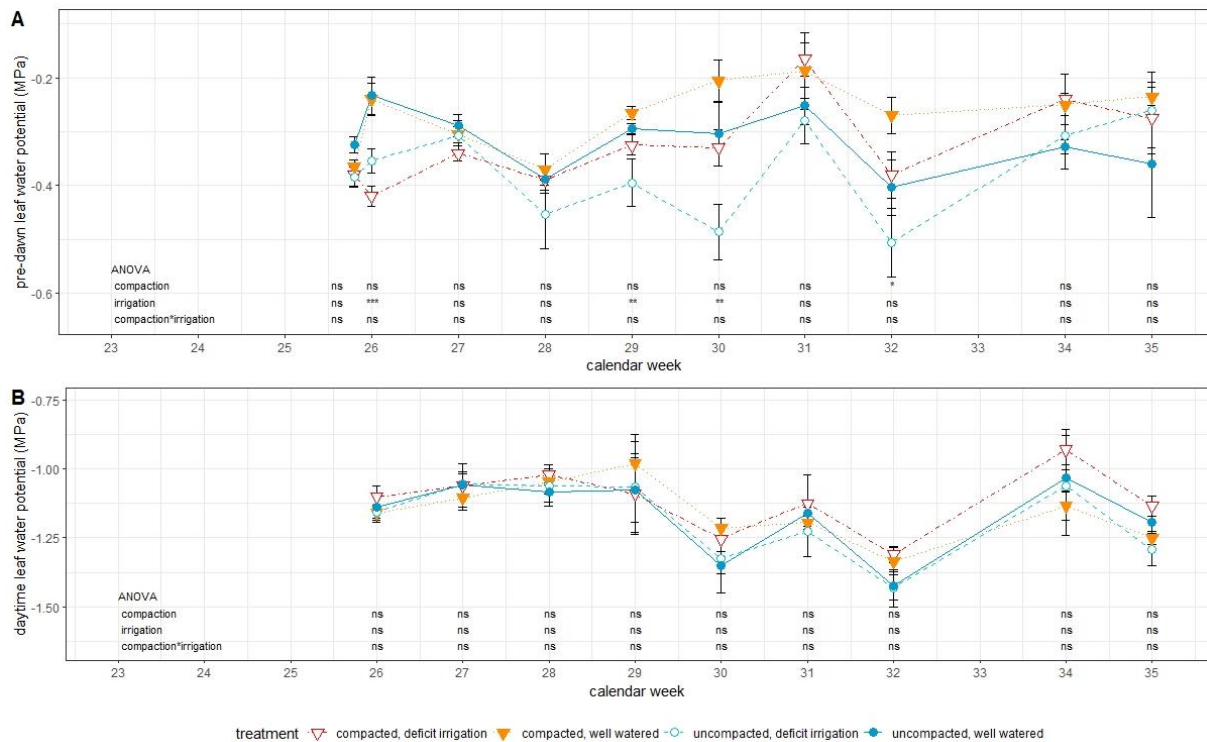 A
pre-dawn leaf water potential (MPa)
-0.2
-0.4
-0.6
ANOVA
compaction ns ns ns ns ns ns ns * ns ns
irrigation ns *** ns ns ** ** ns ns ns ns
compaction*irrigation ns ns ns ns ns ns ns ns ns ns
23 24 25 26 27 28 29 30 31 32 33 34 35
calendar week
B
daytime leaf water potential (MPa)
-0.75
-1.00
-1.25
-1.50
ANOVA
compaction ns ns ns ns ns ns ns ns ns
irrigation ns ns ns ns ns ns ns ns ns
compaction*irrigation ns ns ns ns ns ns ns ns ns
23 24 25 26 27 28 29 30 31 32 33 34 35
calendar week
treatment compacted, deficit irrigation compacted, well watered uncompacted, deficit irrigation uncompacted, well watered